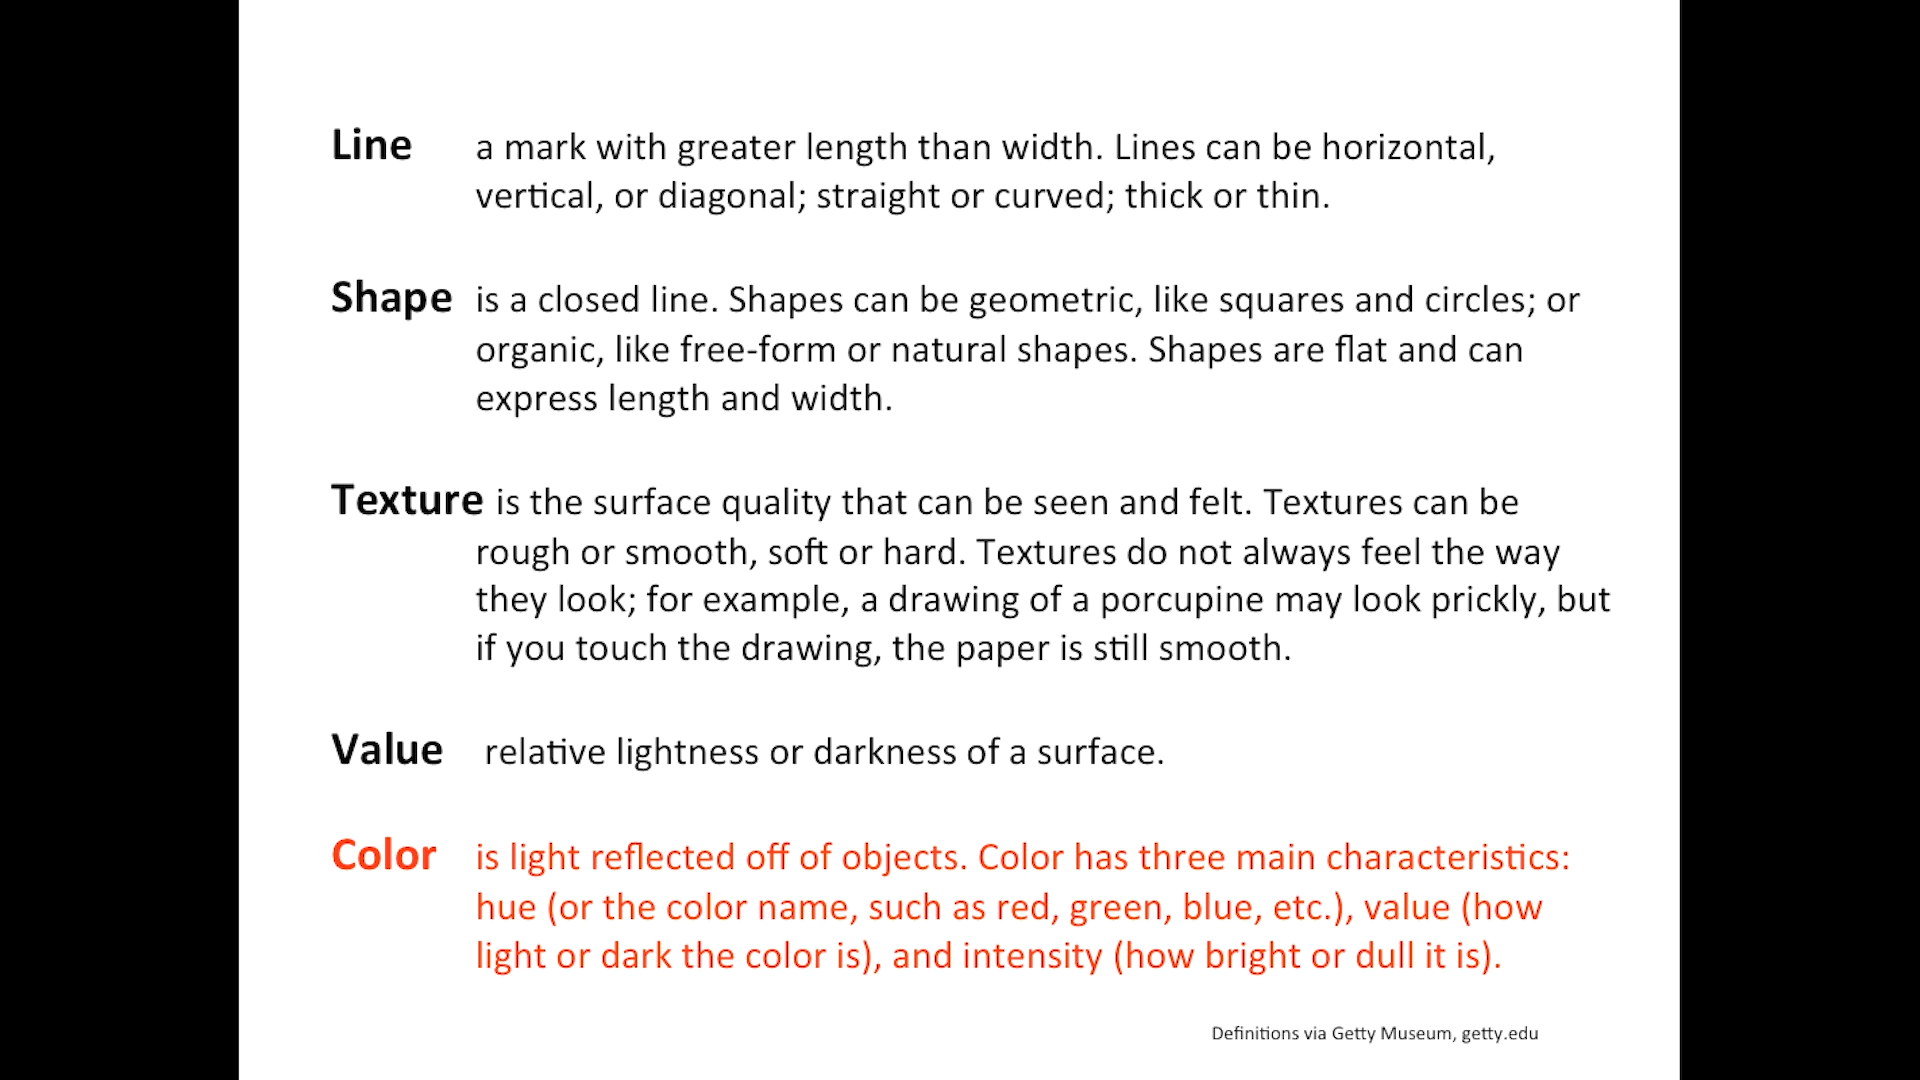 Line a mark with greater length than width. Lines can be horizontal,
vertical, or diagonal; straight or curved; thick or thin.
Shape is a closed line. Shapes can be geometric, like squares and circles; or
organic, like free-form or natural shapes. Shapes are flat and can
express length and width.
Texture is the surface quality that can be seen and felt. Textures can be
rough or smooth, soft or hard. Textures do not always feel the way
they look; for example, a drawing of a porcupine may look prickly, but
if you touch the drawing, the paper is still smooth.
Value relative lightness or darkness of a surface.
Color is light reflected off of objects. Color has three main characteristics:
hue (or the color name, such as red, green, blue, etc.), value (how
light or dark the color is), and intensity (how bright or dull it is).
Definitions via Getty Museum, getty.edu